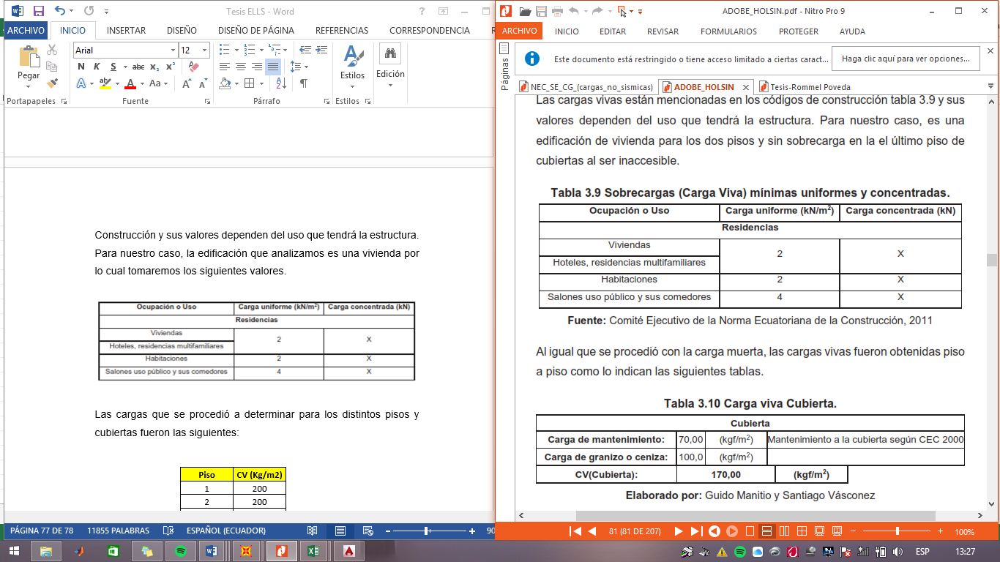 Tesis ELLS - Word
ARCHIVO INICIO INSERTAR DISEÑO DISEÑO DE PÁGINA REFERENCIAS CORRESPONDENCIA R
Arial 12
Pegar
N K S abc x2 x2
A ab A Aa A A
Estilos Edición
Portapapeles Fuente Párrafo Estilos
Construcción y sus valores dependen del uso que tendrá la estructura.
Para nuestro caso, la edificación que analizamos es una vivienda por
lo cual tomaremos los siguientes valores.
Ocupación o Uso Carga uniforme (kN/m²) Carga concentrada (kN)
Residencias
Viviendas
2 X
Hoteles, residencias multifamiliares
Habitaciones 2 X
Salones uso público y sus comedores 4 X
Las cargas que se procedió a determinar para los distintos pisos y
cubiertas fueron las siguientes:
Piso CV (Kg/m2)
1 200
2 200
PÁGINA 77 DE 78 11855 PALABRAS ESPAÑOL (ECUADOR) 90
ADOBE_HOLSIN.pdf - Nitro Pro 9
ARCHIVO INICIO EDITAR REVISAR FORMULARIOS PROTEGER AYUDA
Este documento está restringido o tiene acceso limitado a ciertas caract... Haga clic aquí para ver opciones...
Páginas
NEC_SE_CG_(cargas_no_sismicas) ADOBE_HOLSIN Tesis-Rommel Poveda
Las cargas vivas están mencionadas en los códigos de construcción tabla 3.9 y sus
valores dependen del uso que tendrá la estructura. Para nuestro caso, es una
edificación de vivienda para los dos pisos y sin sobrecarga en la el último piso de
cubiertas al ser inaccesible.
Tabla 3.9 Sobrecargas (Carga Viva) mínimas uniformes y concentradas.
Ocupación o Uso Carga uniforme (kN/m²) Carga concentrada (kN)
Residencias
Viviendas
2 X
Hoteles, residencias multifamiliares
Habitaciones 2 X
Salones uso público y sus comedores 4 X
Fuente: Comité Ejecutivo de la Norma Ecuatoriana de la Construcción, 2011
Al igual que se procedió con la carga muerta, las cargas vivas fueron obtenidas piso
a piso como lo indican las siguientes tablas.
Tabla 3.10 Carga viva Cubierta.
Cubierta
Carga de mantenimiento: 70,00 (kgf/m²) Mantenimiento a la cubierta según CEC 2000
Carga de granizo o ceniza: 100,0 (kgf/m²)
CV(Cubierta): 170,00 (kgf/m²)
Elaborado por: Guido Manitio y Santiago Vásconez
81 (81 DE 207) 100%
ESP 13:27